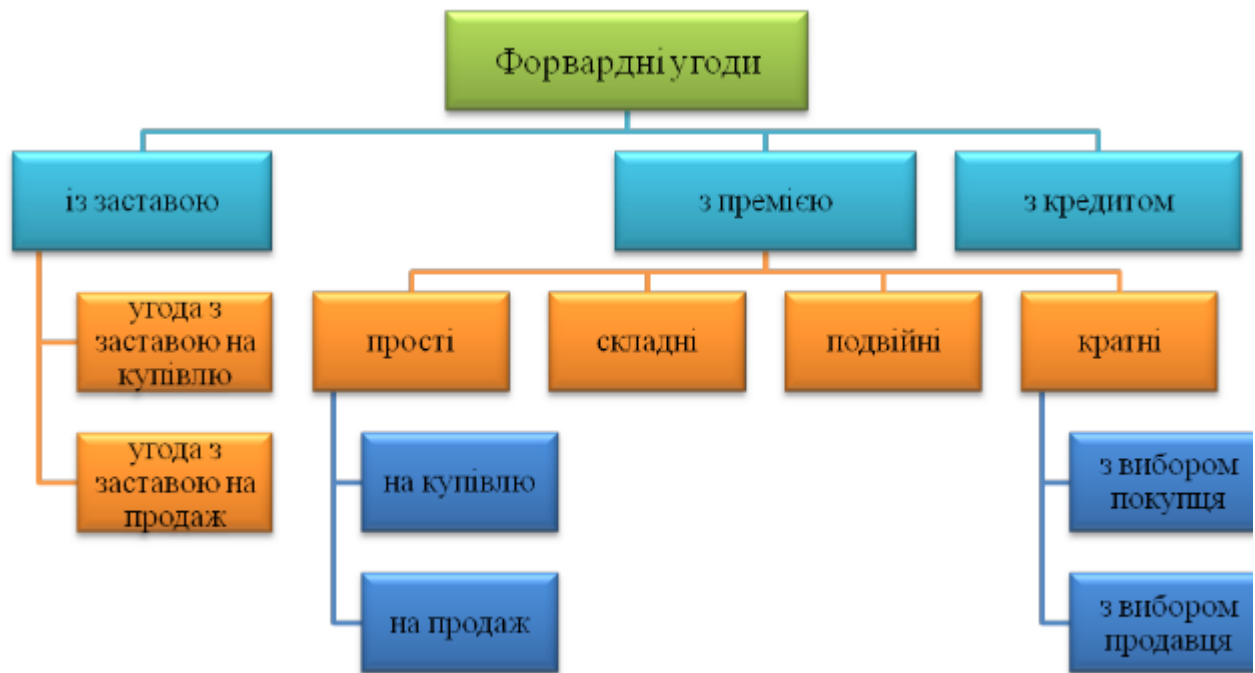 Форвардні угоди
із заставою
з премією
з кредитом
угода з
заставою на
купівлю
прості
складні
подвійні
кратні
угода з
заставою на
продаж
на купівлю
з вибором
покупця
на продаж
з вибором
продавця